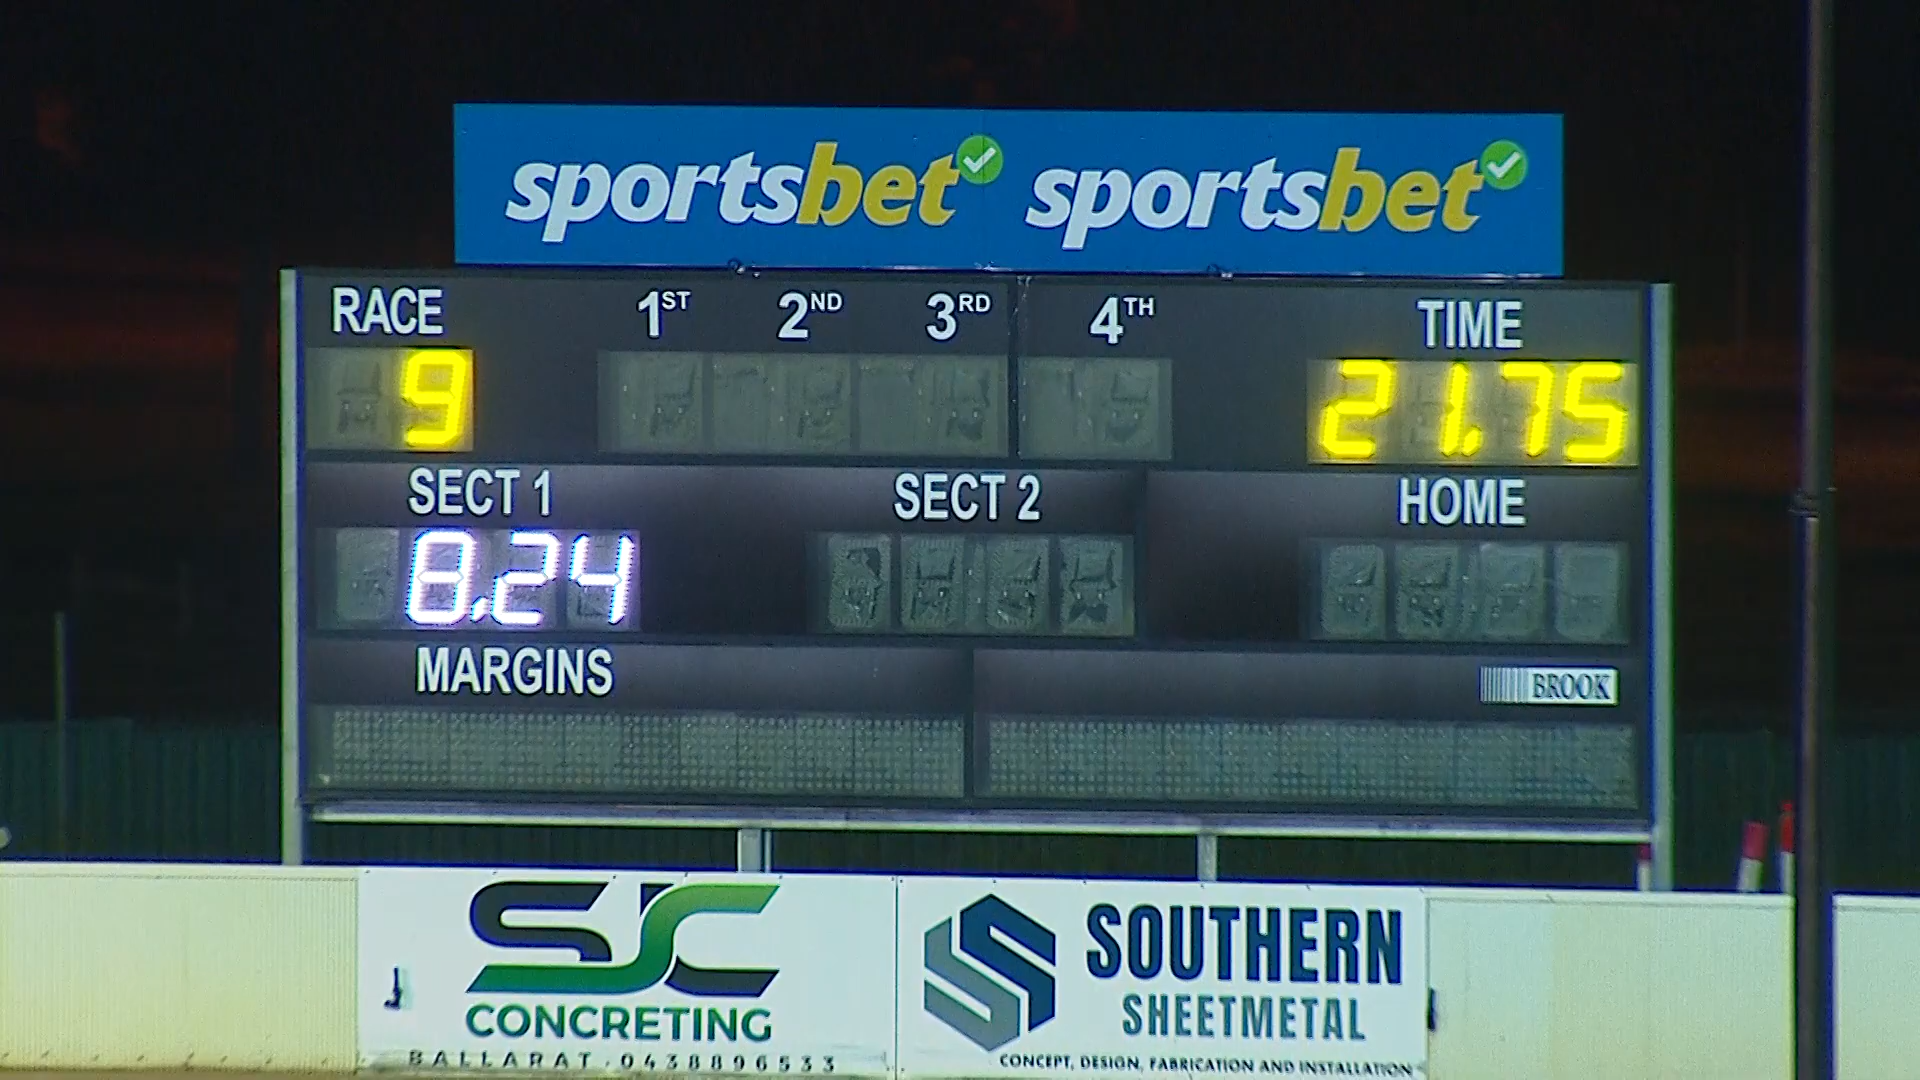 sportsbet sportsbet
RACE 1ST 2ND 3RD 4TH TIME
9 21.75
SECT 1 SECT 2 HOME
8.24
MARGINS
BROOK
SJC
CONCRETING
BALLARAT . 0438896533
SOUTHERN
SHEETMETAL
CONCEPT, DESIGN, FABRICATION AND INSTALLATION